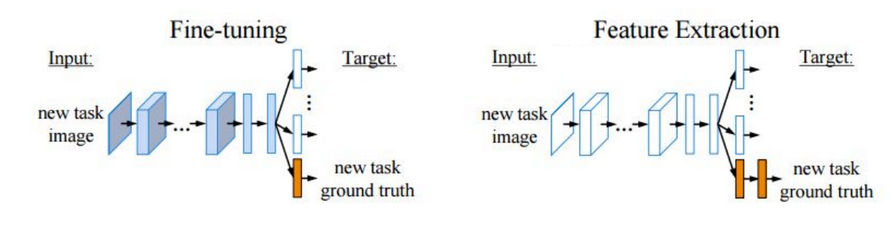 Fine-tuning
Input:
Target:
new task
image
...
...
new task
ground truth
Feature Extraction
Input:
Target:
new task
image
...
...
new task
ground truth